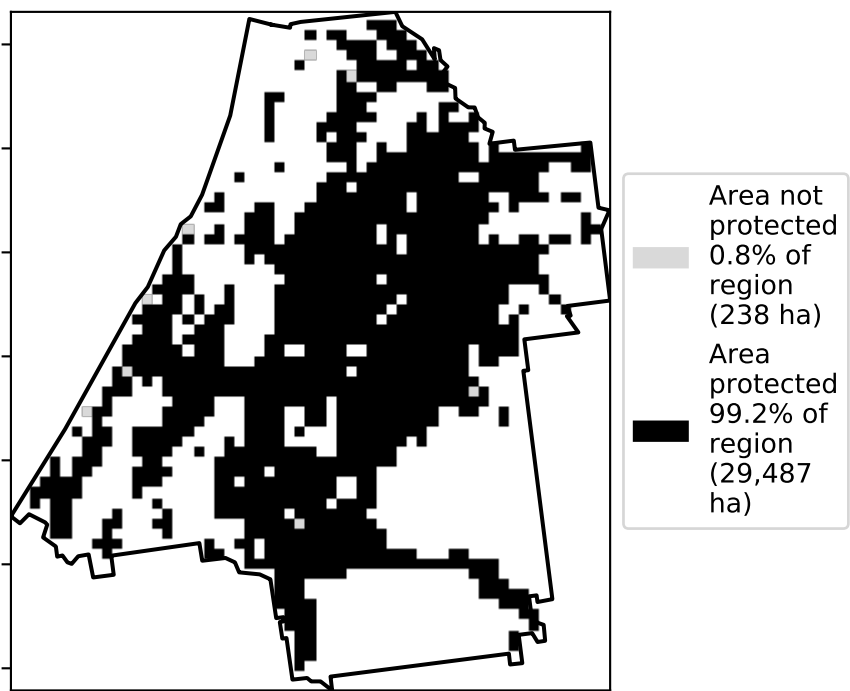 Area not
protected
0.8% of
region
(238 ha)
Area
protected
99.2% of
region
(29,487
ha)